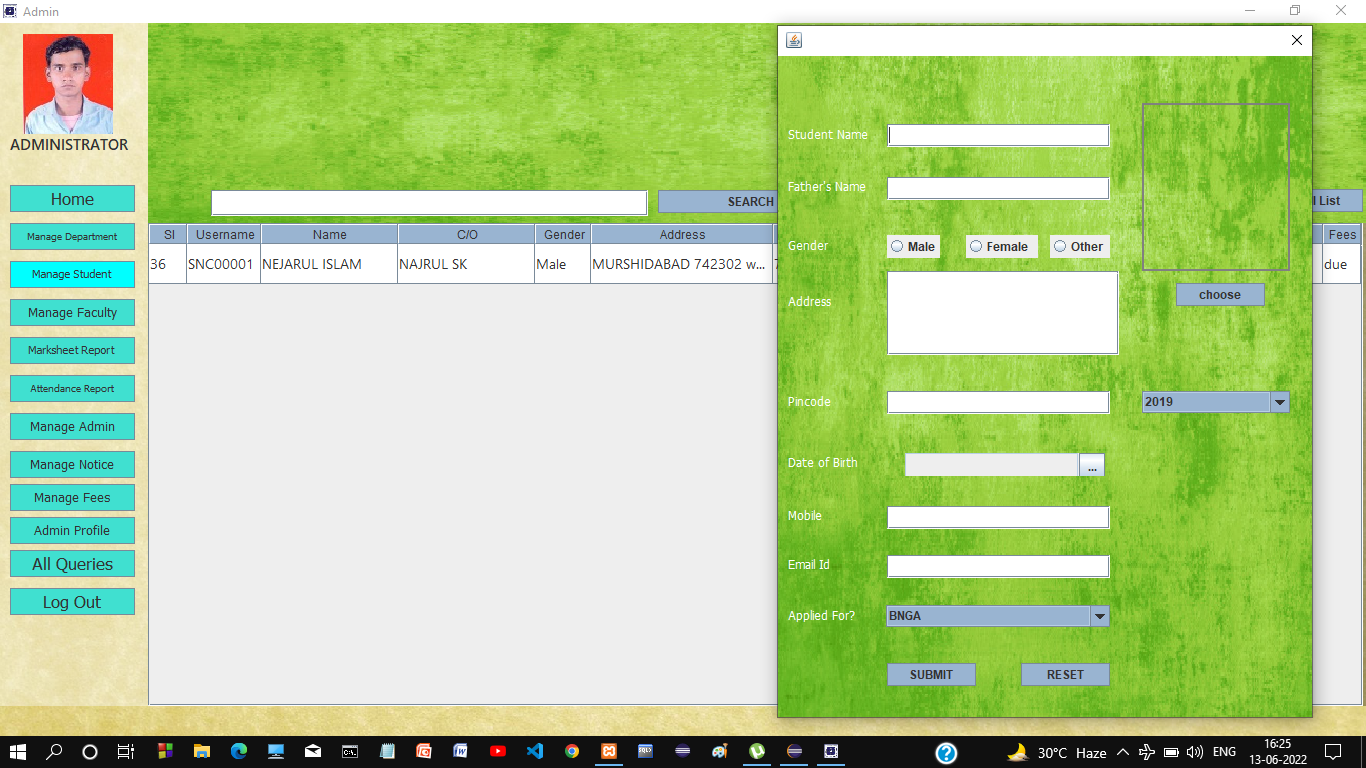 Admin
ADMINISTRATOR
Home
Manage Department
Manage Student
Manage Faculty
Marksheet Report
Attendance Report
Manage Admin
Manage Notice
Manage Fees
Admin Profile
All Queries
Log Out
SEARCH
List
Sl Username Name C/O Gender Address Fees
36 SNC00001 NEJARUL ISLAM NAJRUL SK Male MURSHIDABAD 742302 w... due
Student Name
Father's Name
Gender Male Female Other
Address
choose
Pincode
2019
Date of Birth ...
Mobile
Email Id
Applied For? BNGA
SUBMIT RESET
30°C Haze ENG 16:25
13-06-2022